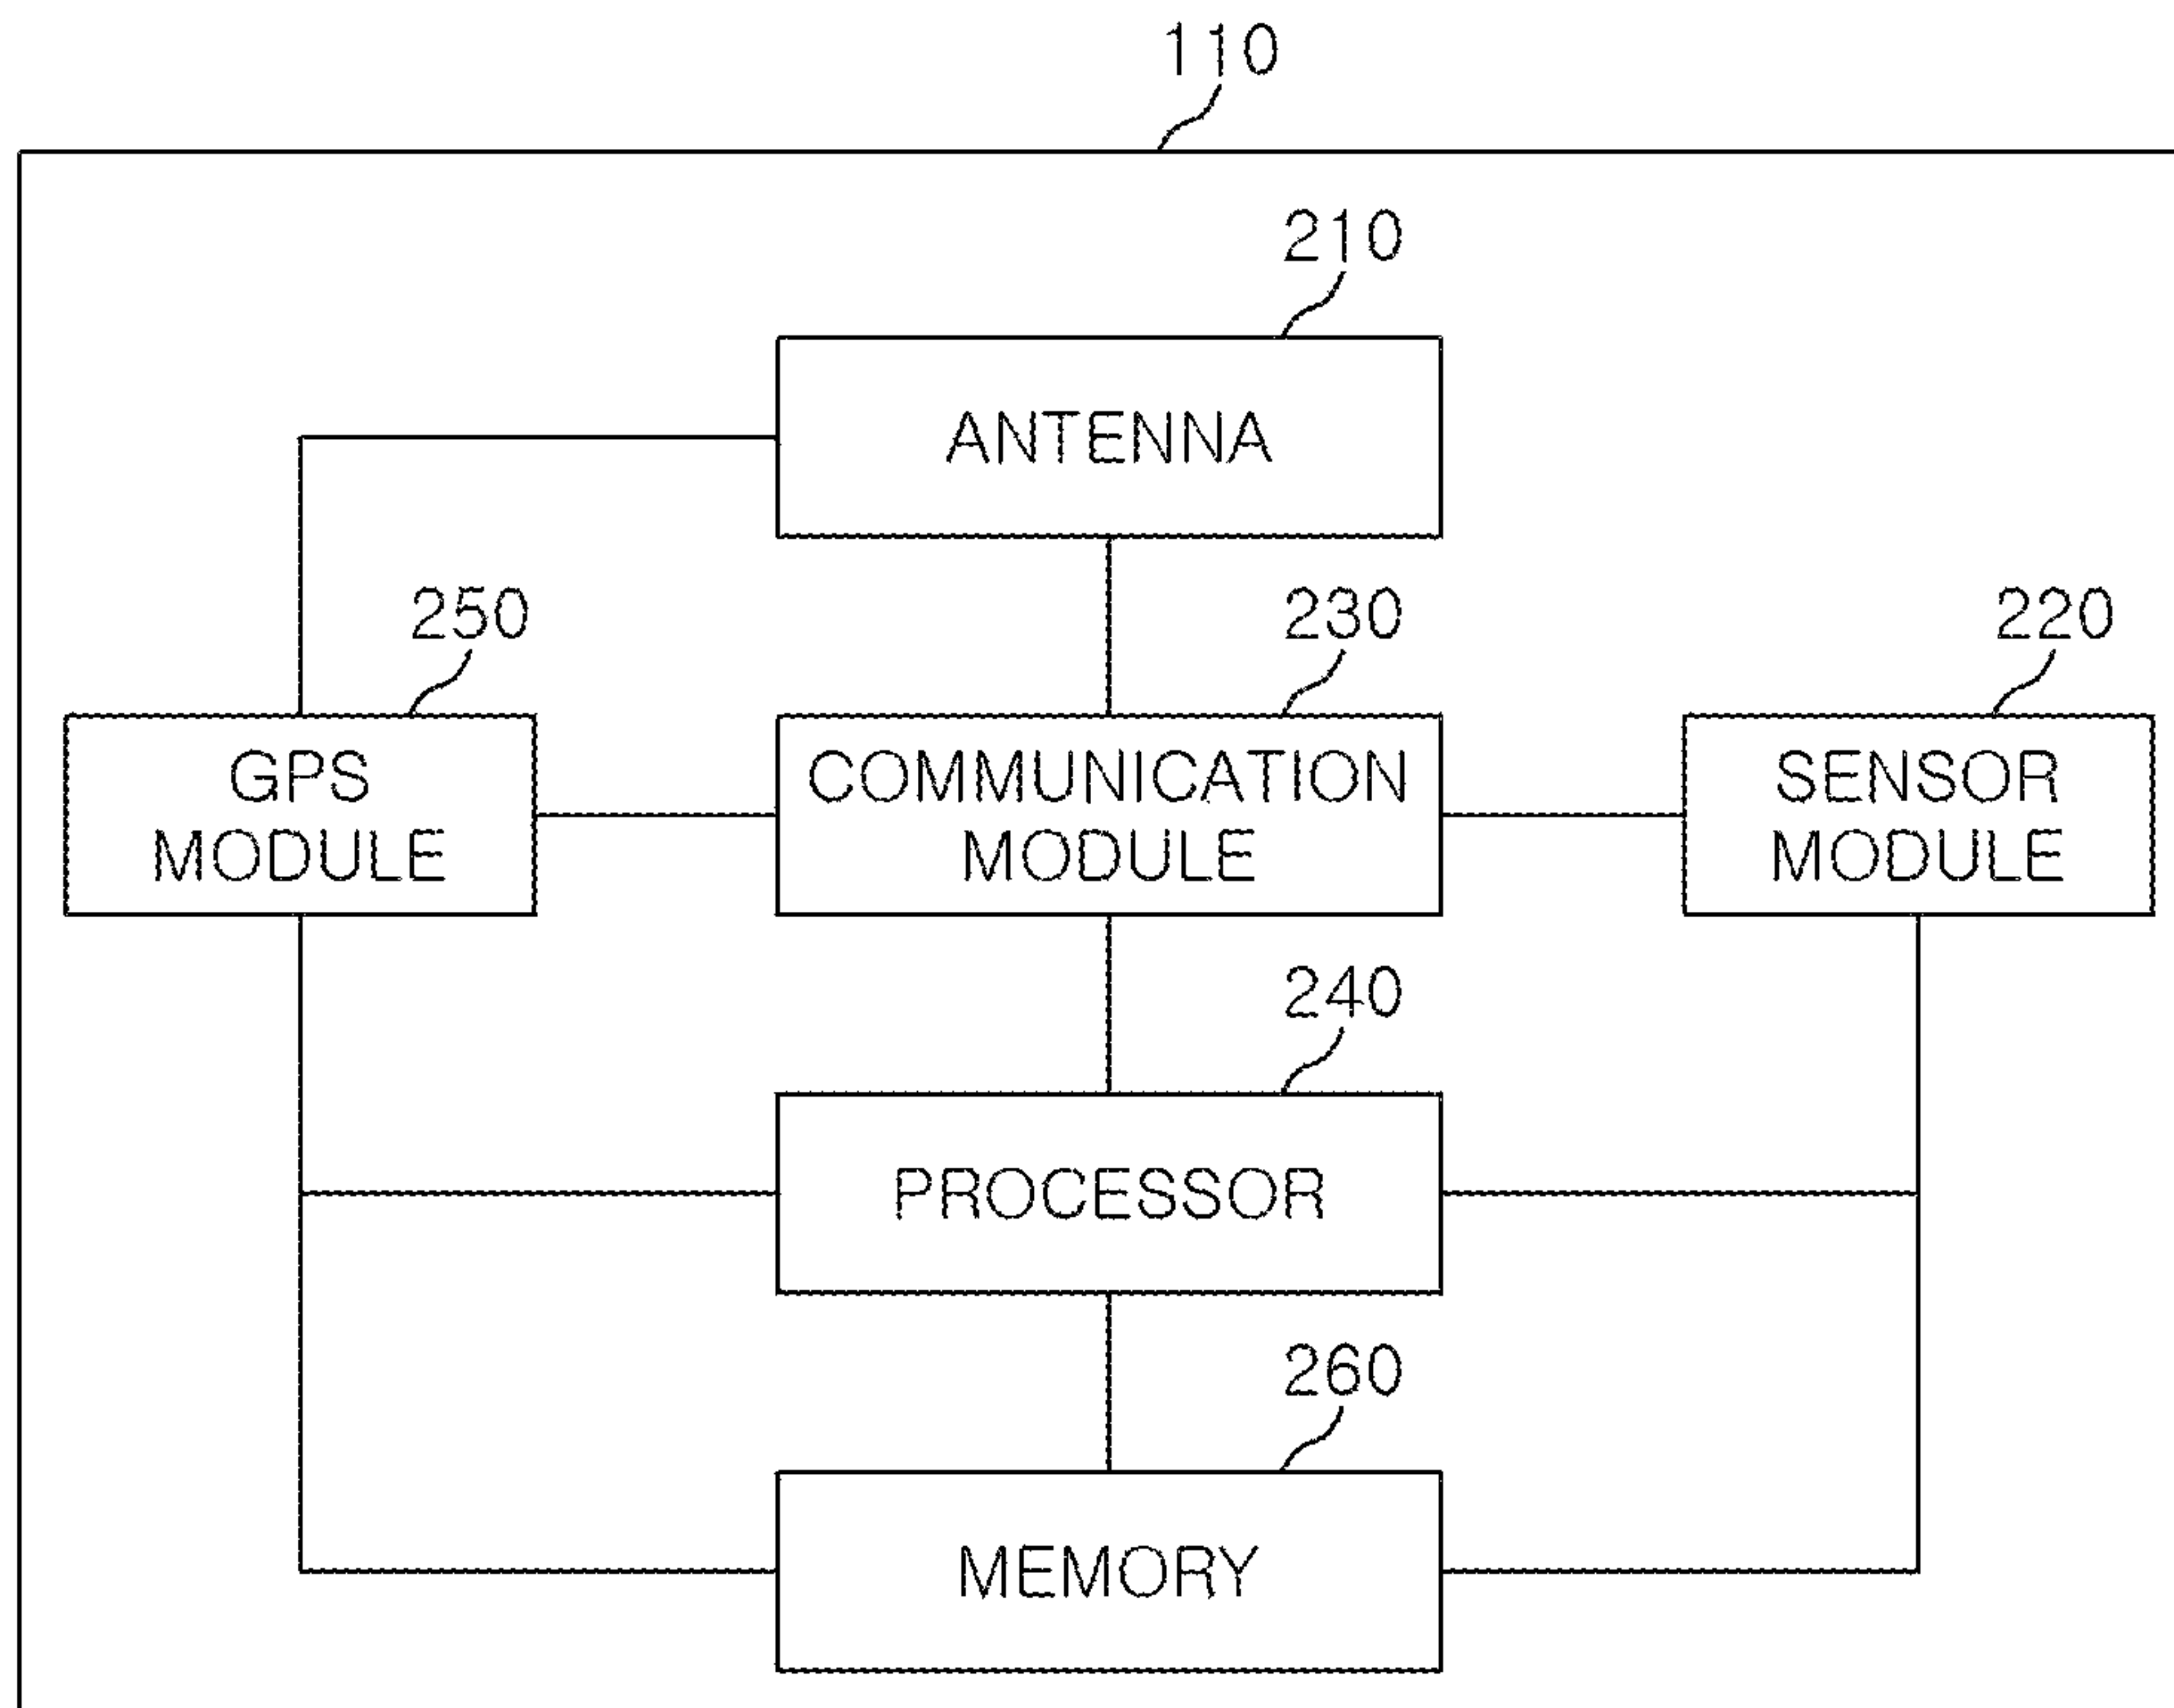 110
210
ANTENNA
250
230
220
GPS
MODULE
COMMUNICATION
MODULE
SENSOR
MODULE
240
PROCESSOR
260
MEMORY